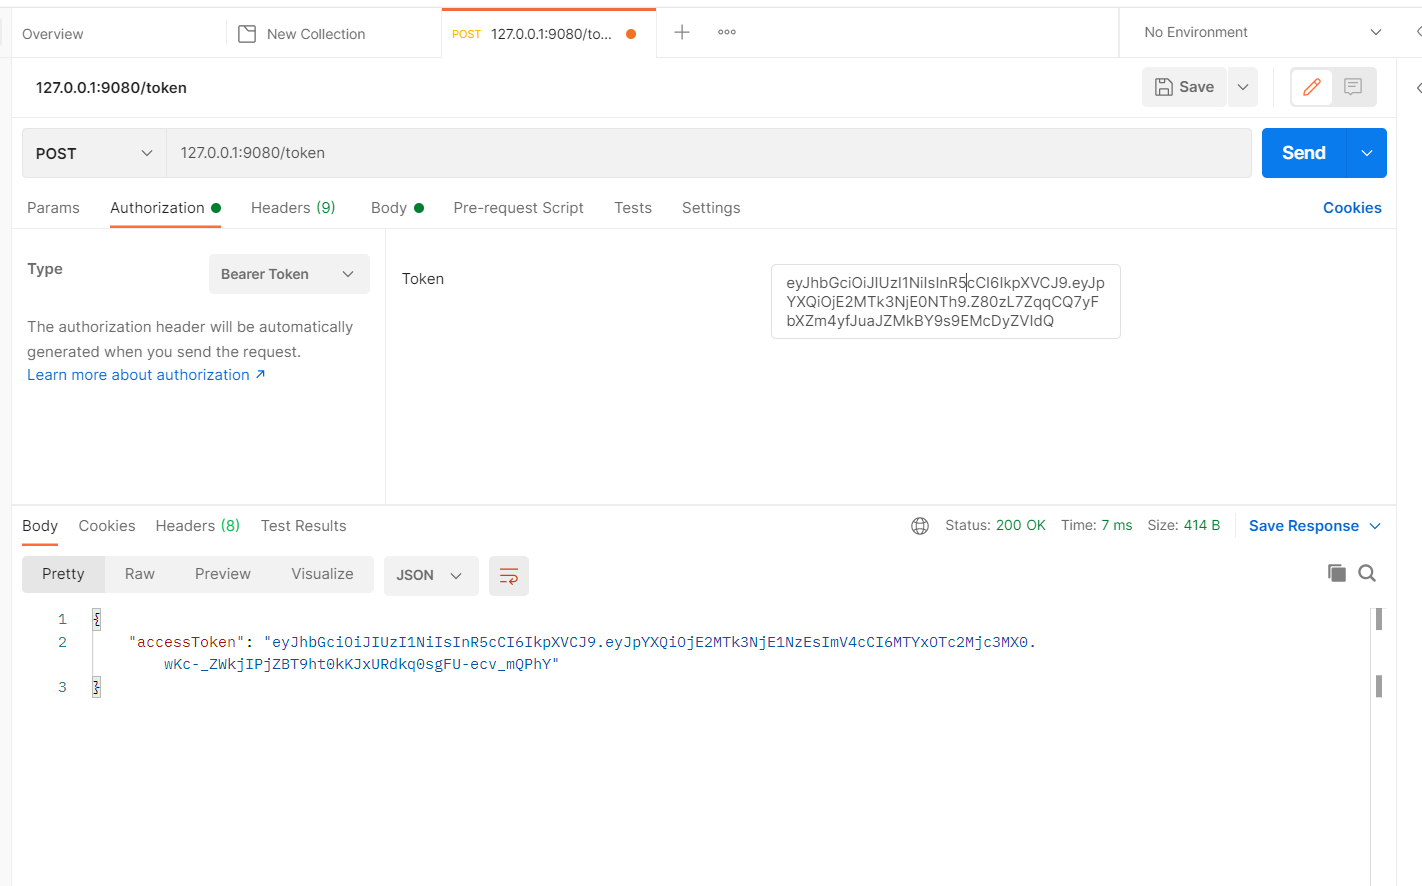 Overview
New Collection
POST 127.0.0.1:9080/to...
No Environment
127.0.0.1:9080/token
Save
POST
127.0.0.1:9080/token
Send
Params
Authorization
Headers (9)
Body
Pre-request Script
Tests
Settings
Cookies
Type
Bearer Token
The authorization header will be automatically
generated when you send the request.
Learn more about authorization ↗
Token
eyJhbGciOiJIUzI1NiIsInR5cCI6IkpXVCJ9.eyJp
YXQiOjE2MTk3NjE0NTh9.Z80zL7ZqqCQ7yF
bXZm4yfJuaJZMkBY9s9EMcDyZVIdQ
Body
Cookies
Headers (8)
Test Results
Status: 200 OK
Time: 7 ms
Size: 414 B
Save Response
Pretty
Raw
Preview
Visualize
JSON
1 {
2 "accessToken": "eyJhbGciOiJIUzI1NiIsInR5cCI6IkpXVCJ9.eyJpYXQiOjE2MTk3NjE1NzEsImV4cCI6MTYxOTc2Mjc3MX0.
wKc-_ZWkjIPjZBT9ht0kKJxURdkq0sgFU-ecv_mQPhY"
3 }